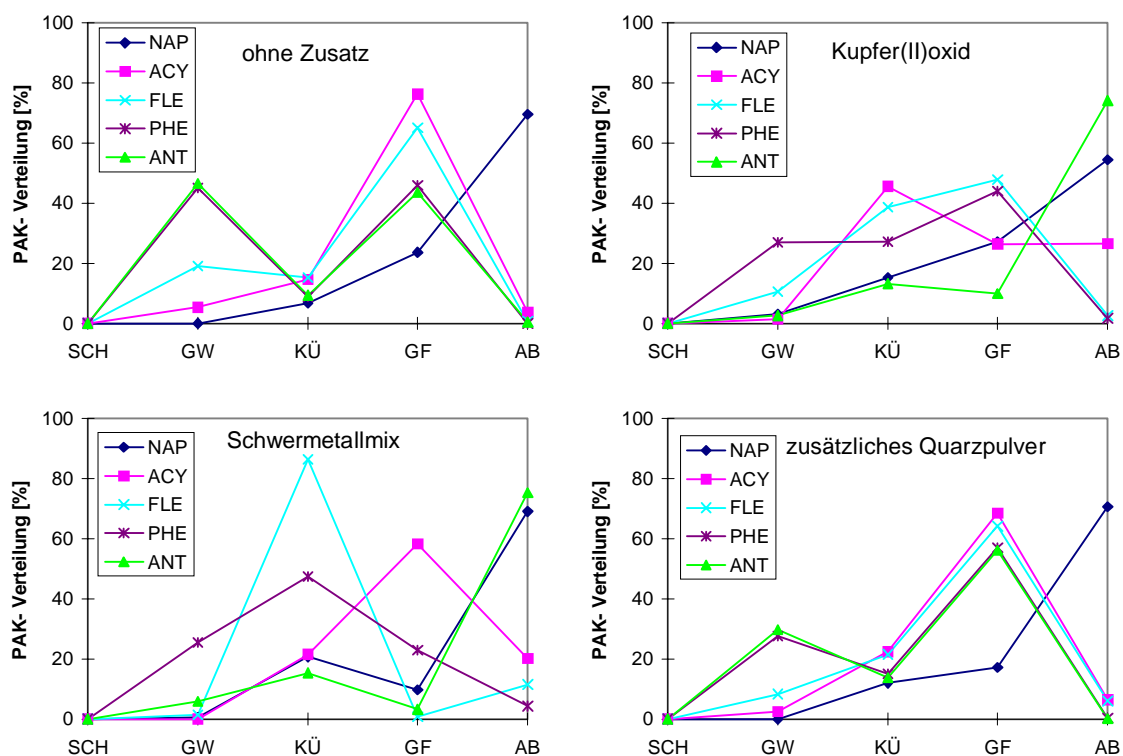 ohne Zusatz
PAK- Verteilung [%]
100
80
60
40
20
0
NAP
ACY
FLE
PHE
ANT
SCH GW KÜ GF AB
Kupfer(II)oxid
PAK- Verteilung [%]
100
80
60
40
20
0
NAP
ACY
FLE
PHE
ANT
SCH GW KÜ GF AB
Schwermetallmix
PAK- Verteilung [%]
100
80
60
40
20
0
NAP
ACY
FLE
PHE
ANT
SCH GW KÜ GF AB
zusätzliches Quarzpulver
PAK- Verteilung [%]
100
80
60
40
20
0
NAP
ACY
FLE
PHE
ANT
SCH GW KÜ GF AB